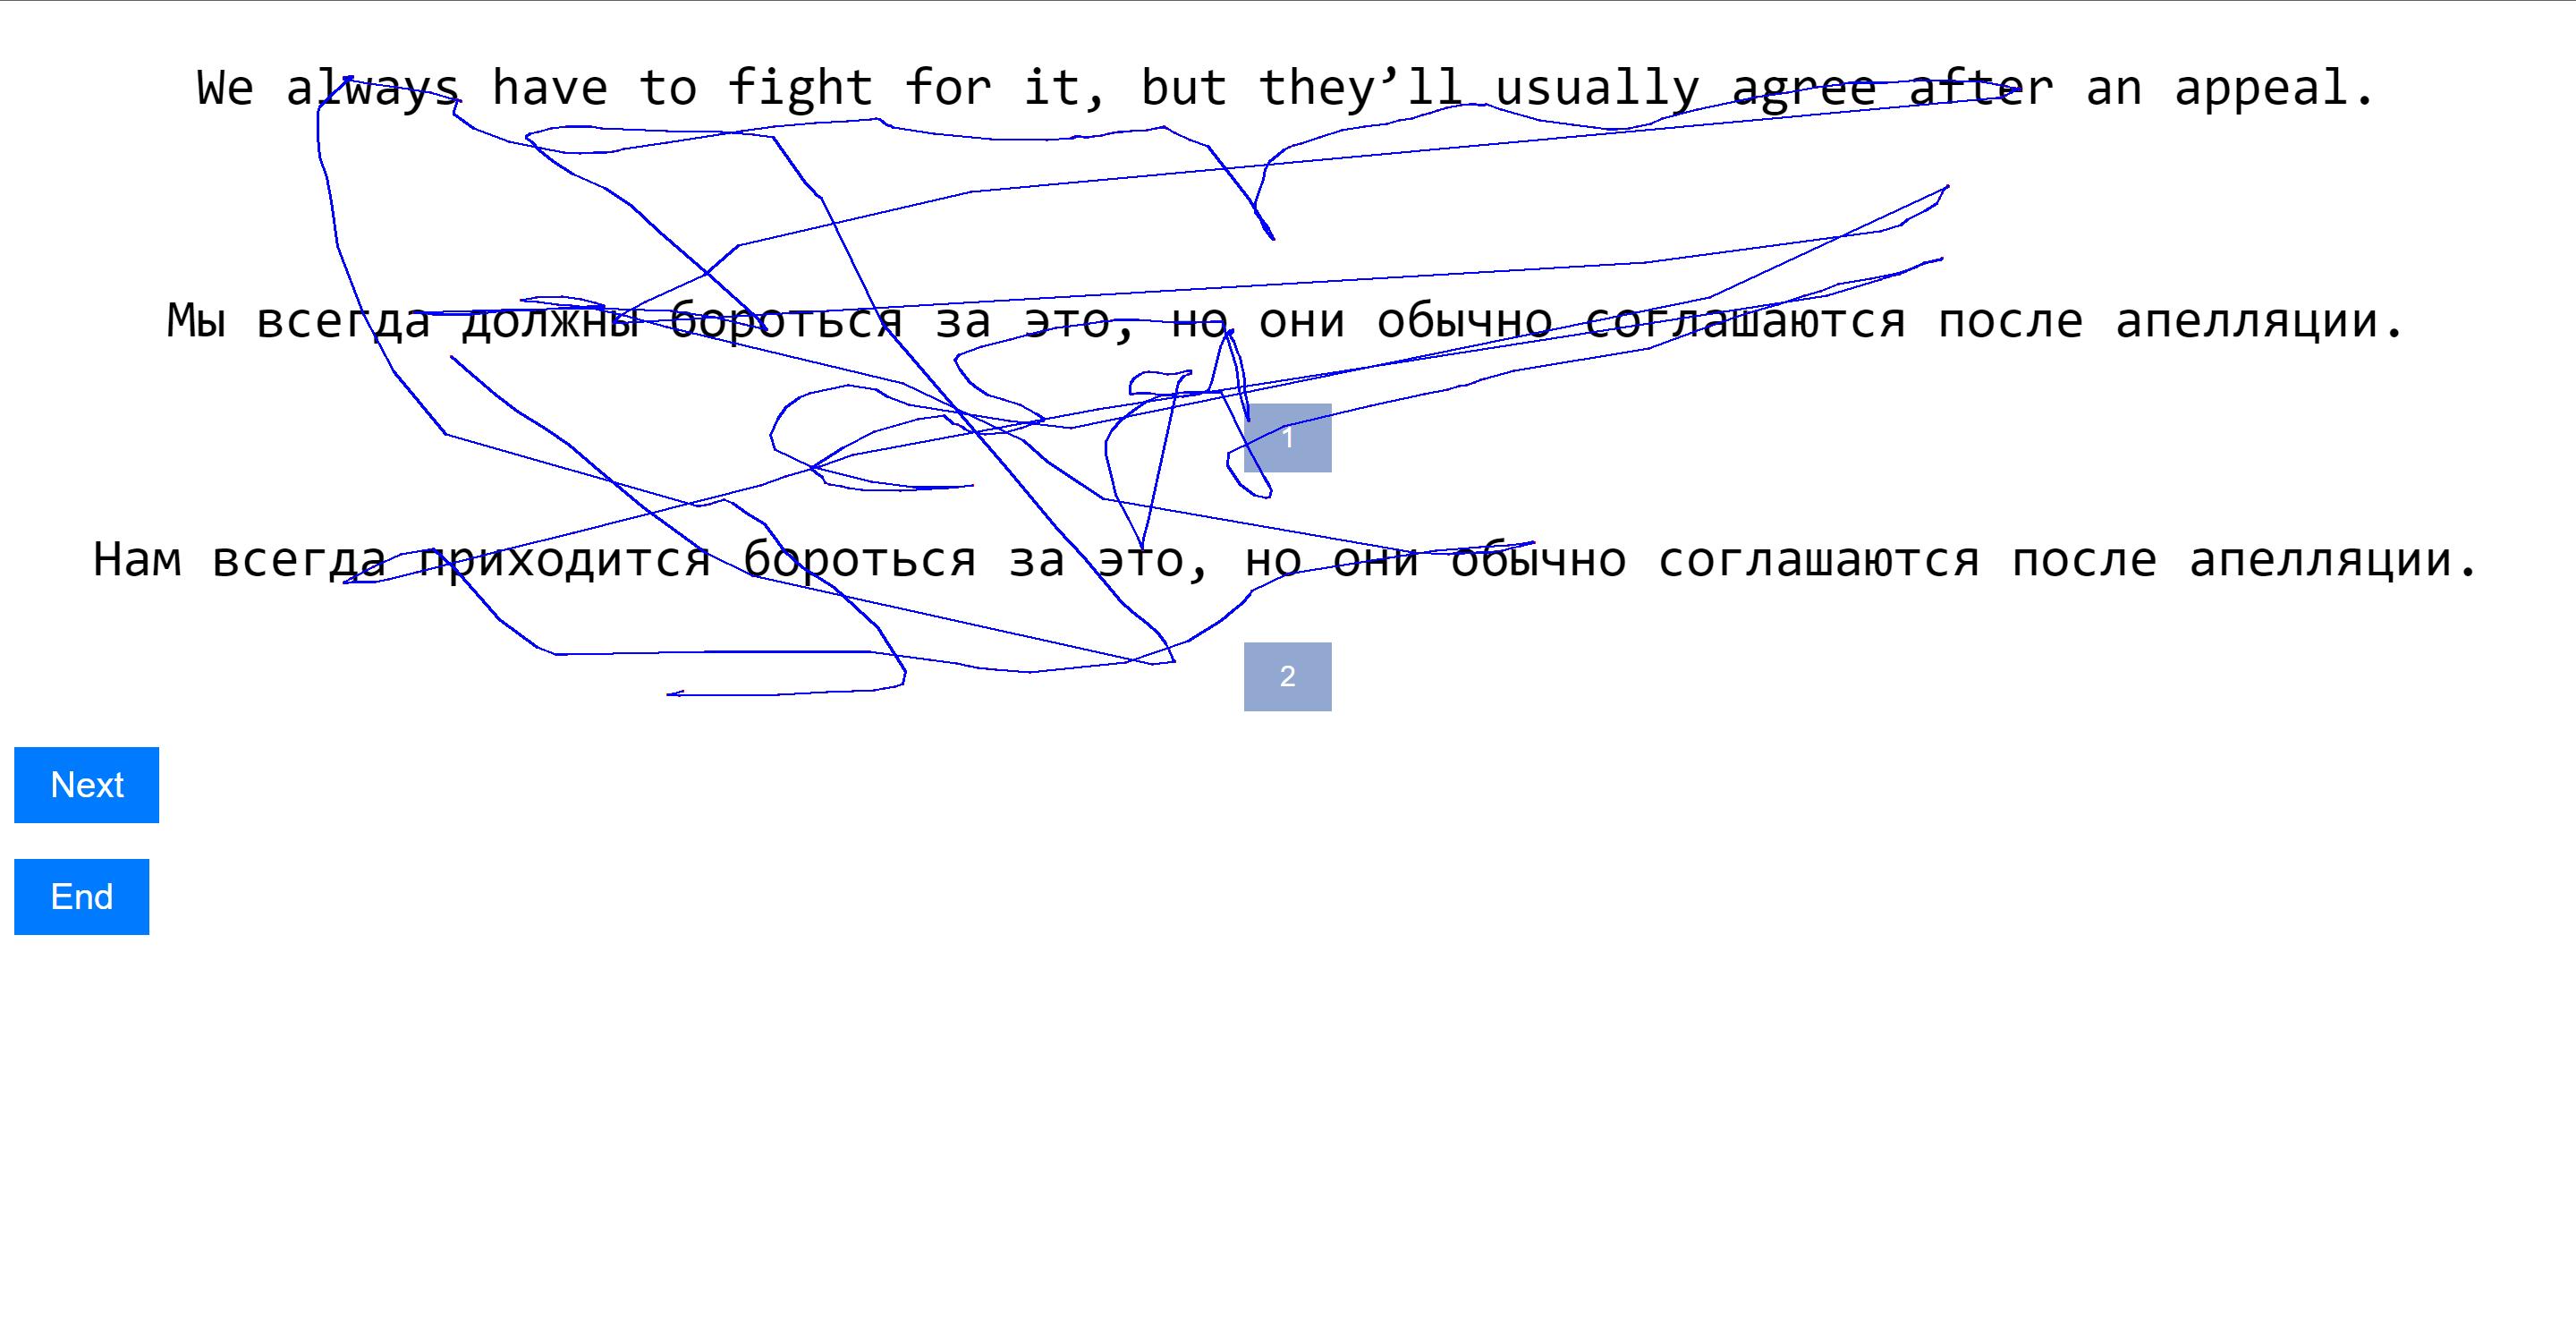 We always have to fight for it, but they’ll usually agree after an appeal.
Мы всегда должны бороться за это, но они обычно соглашаются после апелляции.
1
Нам всегда приходится бороться за это, но они обычно соглашаются после апелляции.
2
Next
End